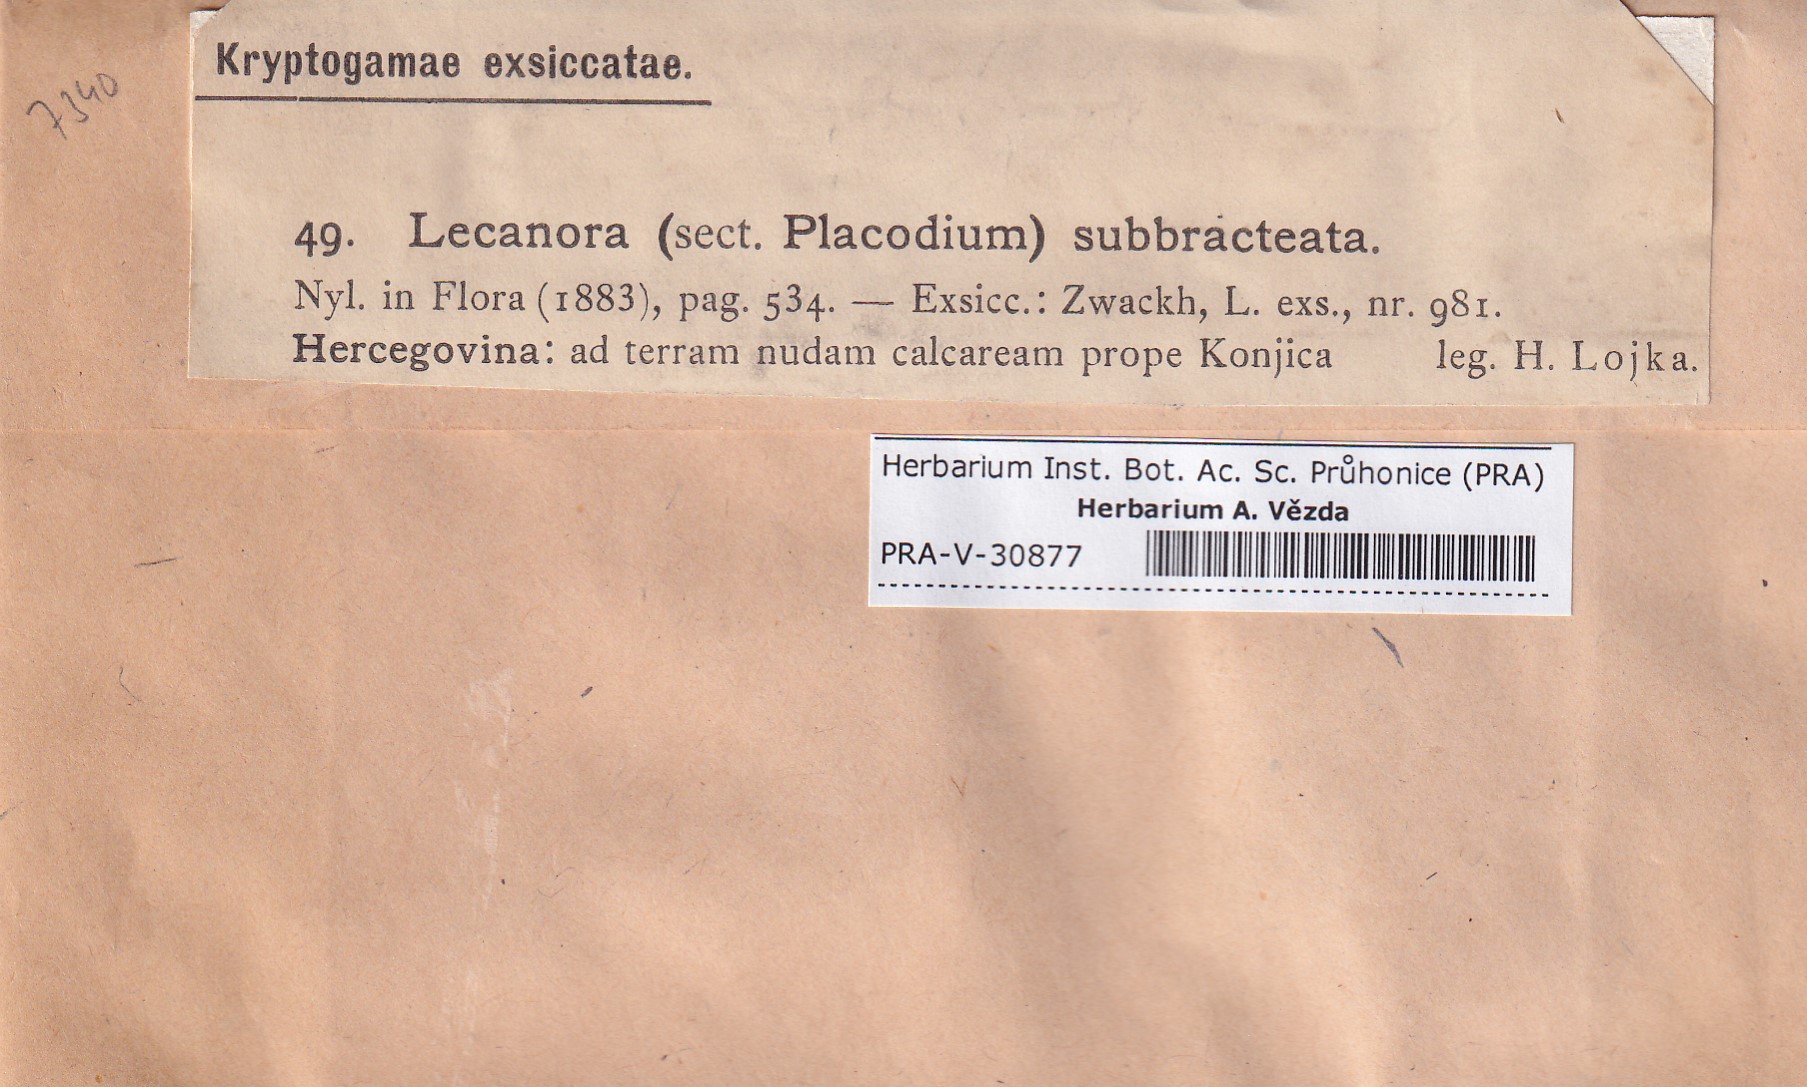 7340
Kryptogamae exsiccatae.
49. Lecanora (sect. Placodium) subbracteata.
Nyl. in Flora (1883), pag. 534. — Exsicc.: Zwackh, L. exs., nr. 981.
Hercegovina: ad terram nudam calcaream prope Konjica leg. H. Lojka.
Herbarium Inst. Bot. Ac. Sc. Průhonice (PRA)
Herbarium A. Vězda
PRA-V-30877